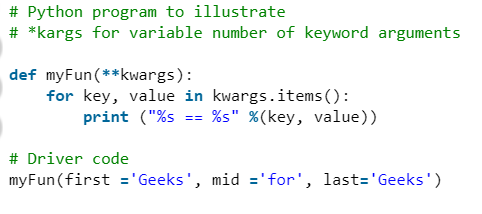 # Python program to illustrate
# *kargs for variable number of keyword arguments
def myFun(**kwargs):
    for key, value in kwargs.items():
        print ("%s == %s" %(key, value))
# Driver code
myFun(first ='Geeks', mid ='for', last='Geeks')